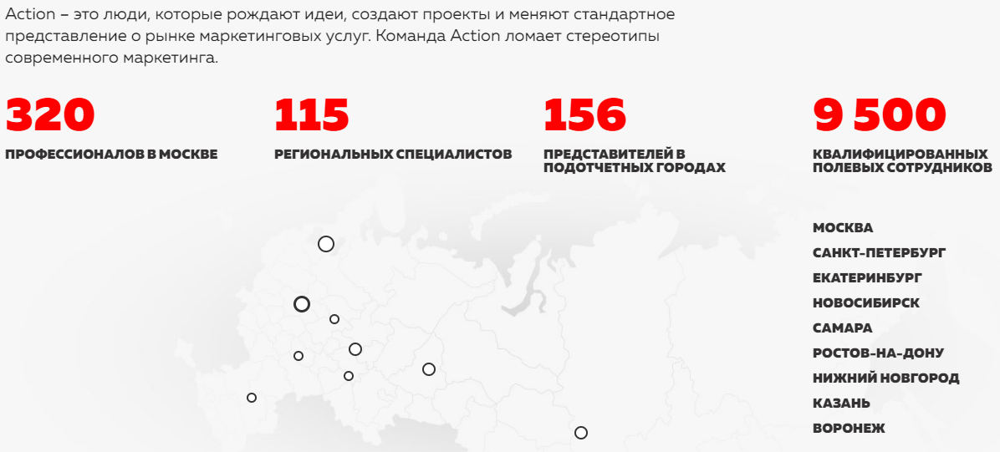 Action – это люди, которые рождают идеи, создают проекты и меняют стандартное
представление о рынке маркетинговых услуг. Команда Action ломает стереотипы
современного маркетинга.
320
ПРОФЕССИОНАЛОВ В МОСКВЕ
115
РЕГИОНАЛЬНЫХ СПЕЦИАЛИСТОВ
156
ПРЕДСТАВИТЕЛЕЙ В
ПОДОТЧЕТНЫХ ГОРОДАХ
9 500
КВАЛИФИЦИРОВАННЫХ
ПОЛЕВЫХ СОТРУДНИКОВ
МОСКВА
САНКТ-ПЕТЕРБУРГ
ЕКАТЕРИНБУРГ
НОВОСИБИРСК
САМАРА
РОСТОВ-НА-ДОНУ
НИЖНИЙ НОВГОРОД
КАЗАНЬ
ВОРОНЕЖ